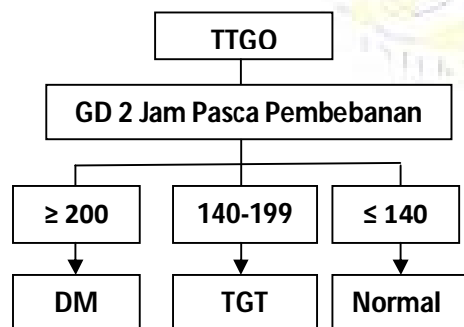 TTGO
GD 2 Jam Pasca Pembebanan
≥ 200 140-199 ≤ 140
DM TGT Normal